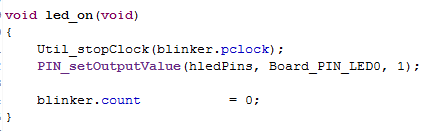 void led_on(void)
{
Util_stopClock(blinker.pclock);
PIN_setOutputValue(hledPins, Board_PIN_LED0, 1);
blinker.count = 0;
}